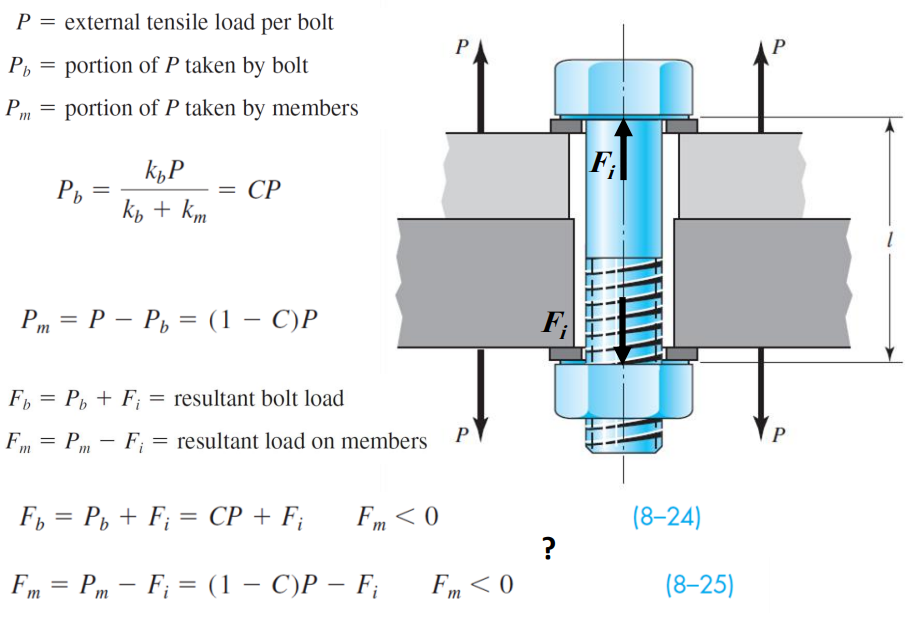 P = external tensile load per bolt
P_b = portion of P taken by bolt
P_m = portion of P taken by members
P_b = k_bP / (k_b + k_m) = CP
P_m = P − P_b = (1 − C)P
F_b = P_b + F_i = resultant bolt load
F_m = P_m − F_i = resultant load on members
P
P
F_i
l
F_i
P
P
F_b = P_b + F_i = CP + F_i F_m < 0 (8–24)
?
F_m = P_m − F_i = (1 − C)P − F_i F_m < 0 (8–25)